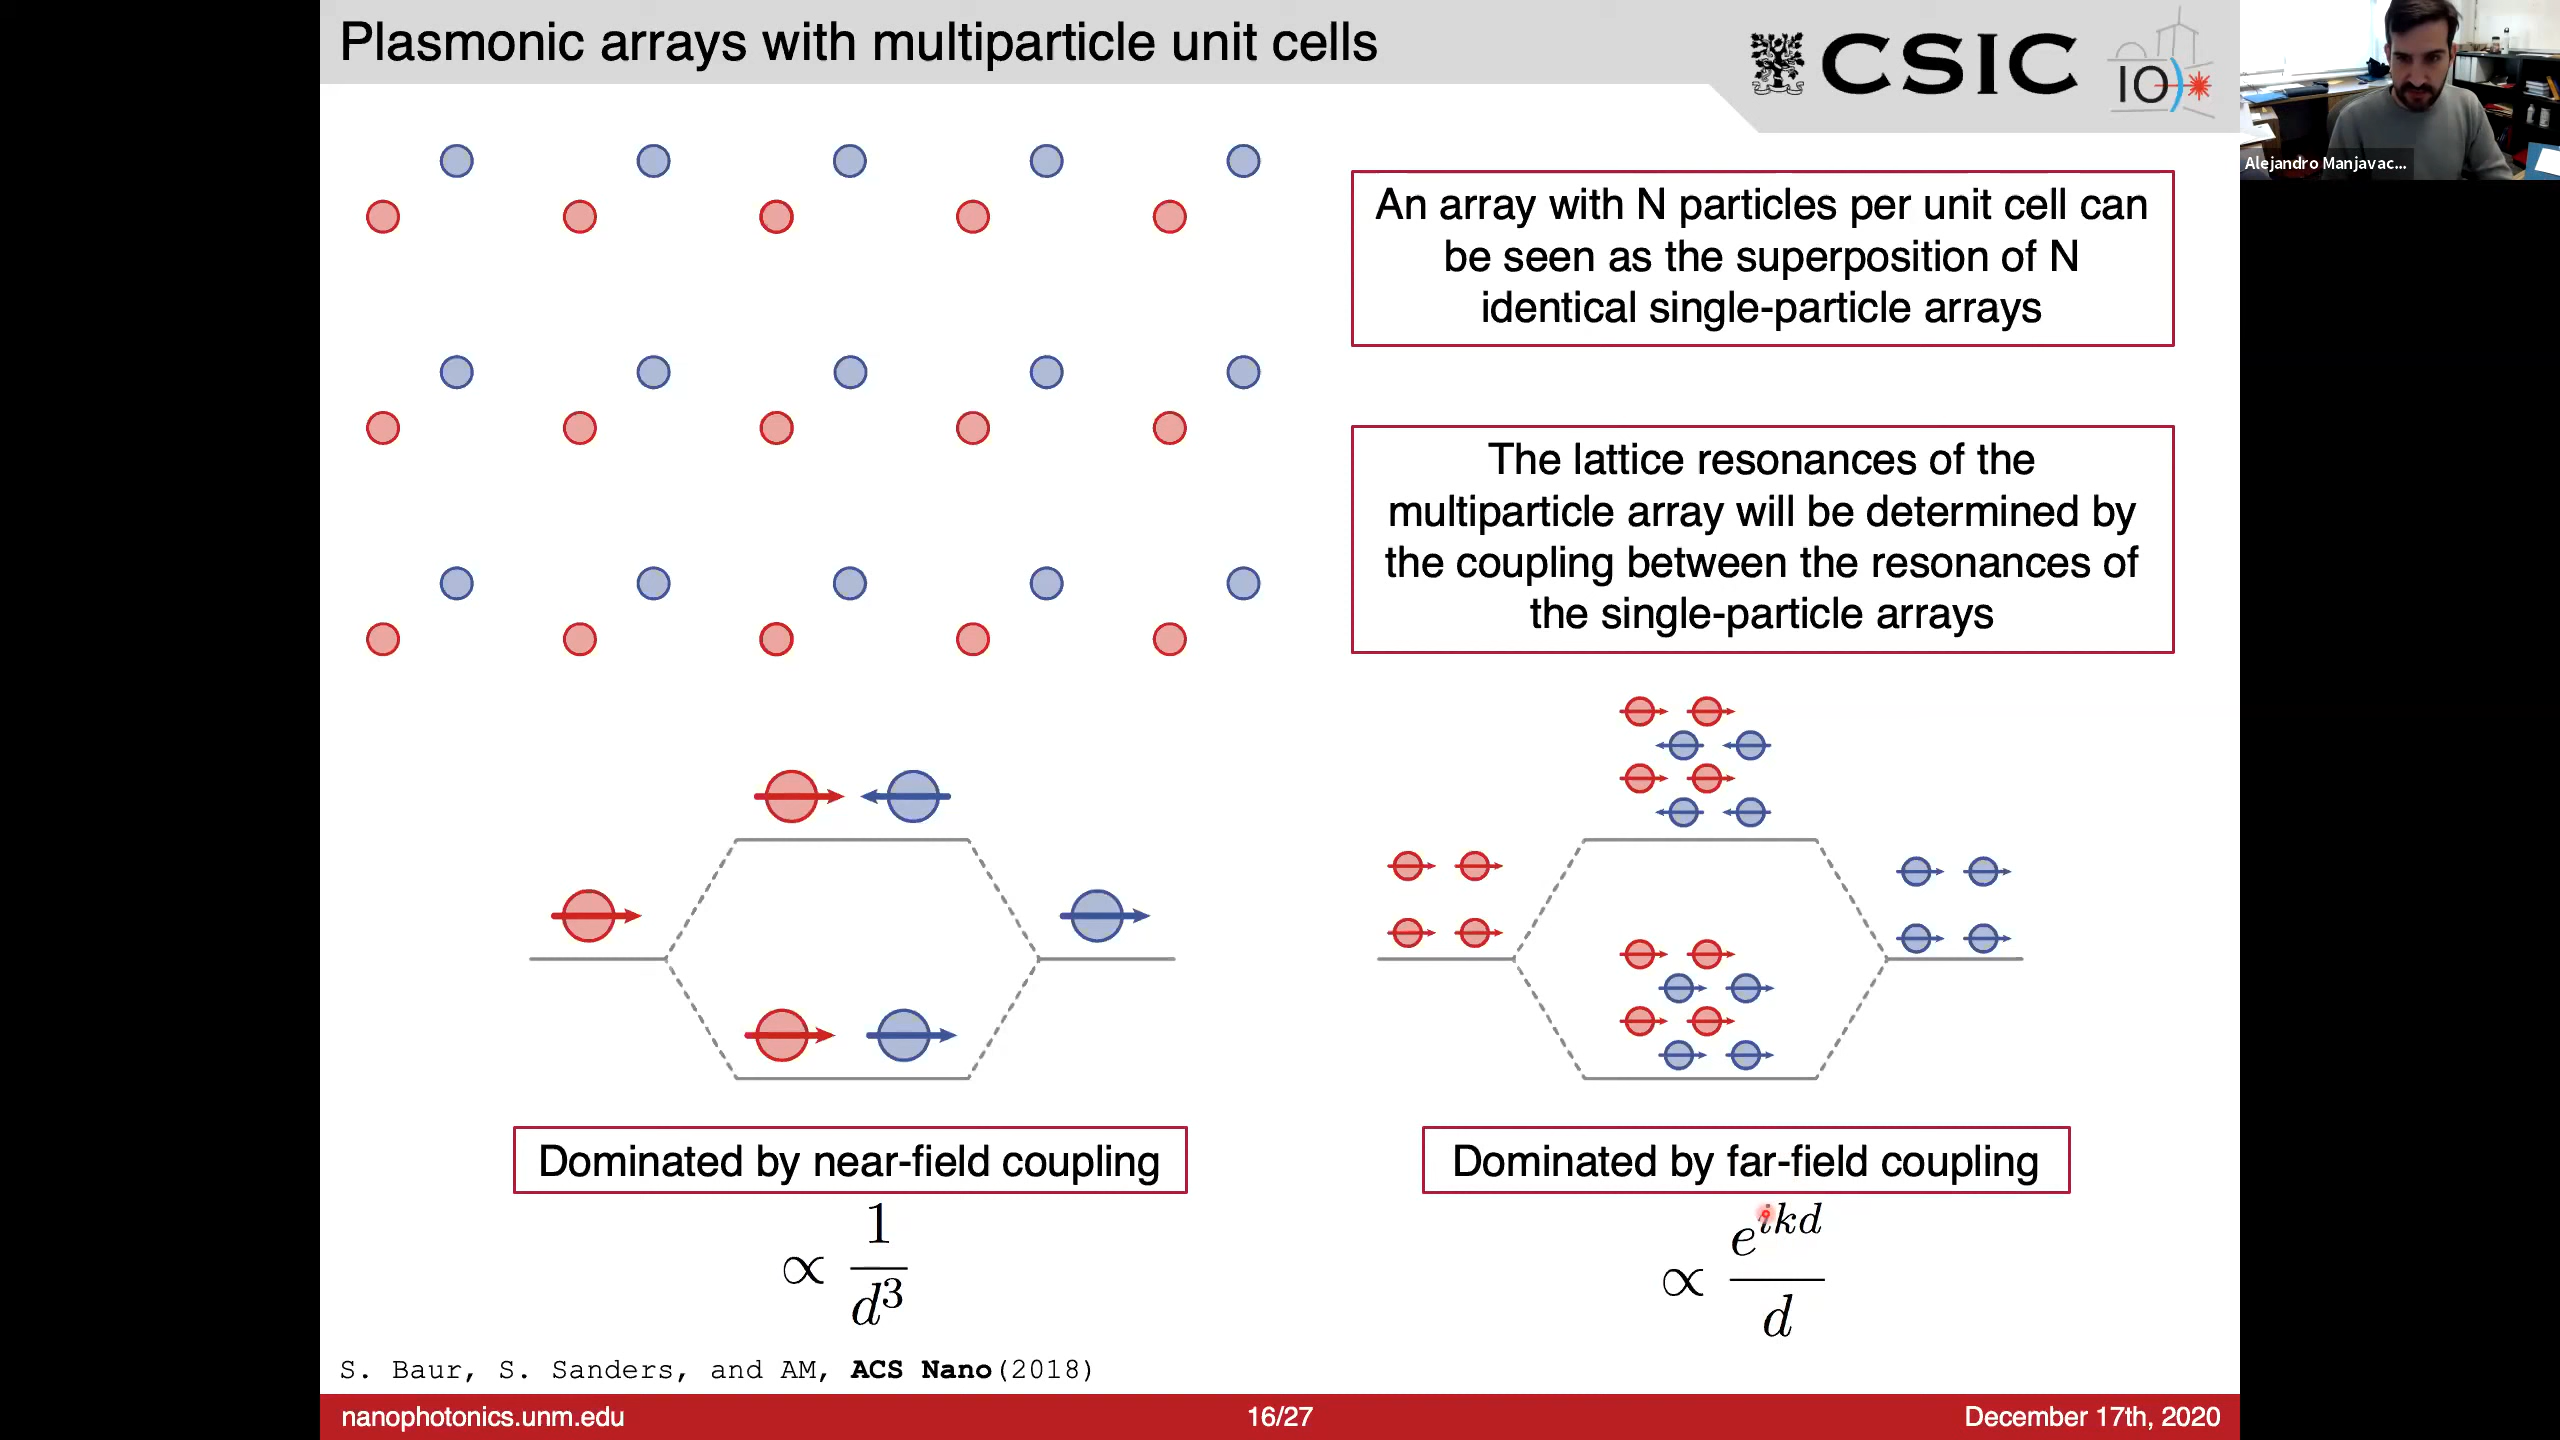 Plasmonic arrays with multiparticle unit cells
CSIC
IO
Alejandro Manjavac...
An array with N particles per unit cell can
be seen as the superposition of N
identical single-particle arrays
The lattice resonances of the
multiparticle array will be determined by
the coupling between the resonances of
the single-particle arrays
Dominated by near-field coupling
∝ 1/d³
Dominated by far-field coupling
∝ e^{ikd}/d
S. Baur, S. Sanders, and AM, ACS Nano(2018)
nanophotonics.unm.edu
16/27
December 17th, 2020